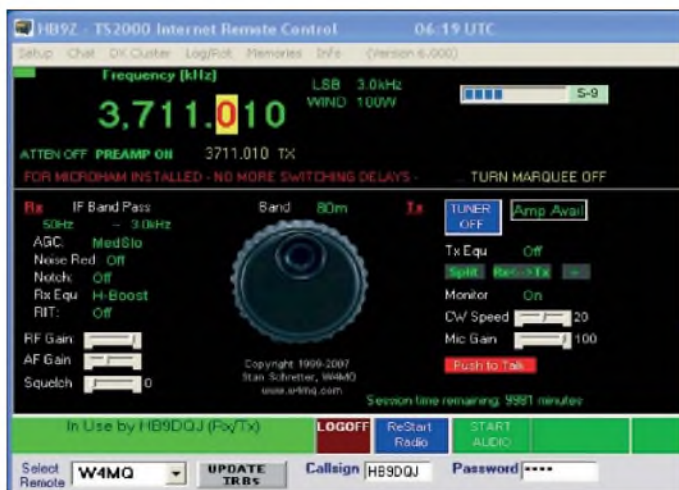 HB9Z - TS2000 Internet Remote Control 06:19 UTC
Setup Chat DX Cluster Log/Rot Memories Info (Version 6.000)
Frequency (kHz)
LSB 3.0kHz
3,711.010 WIND 100W
S-9
ATTEN OFF PREAMP ON 3711.010 TX
FOR MICROHAM INSTALLED - NO MORE SWITCHING DELAYS - ... TURN MARQUEE OFF
Rx IF Band Pass Band 80m Tx TUNER OFF Amp Avail
50Hz - 3.0kHz
AGC: MedSlo
Noise Red Off
Notch: Off
Rx Equ H-Boost
RIT: Off
Tx Equ Off
Split Rx<->Tx -
Monitor On
CW Speed 20
Mic Gain 100
Push to Talk
RF Gain
AF Gain
Squelch 0
Copyright 1999-2007
Stan Schretter, W4MQ
www.w4mq.com
Session time remaining: 9981 minutes
In Use by HB9DQJ (Rx/Tx) LOGOFF ReStart Radio START AUDIO
Select Remote W4MQ UPDATE TRBs Callsign HB9DQJ Password ••••